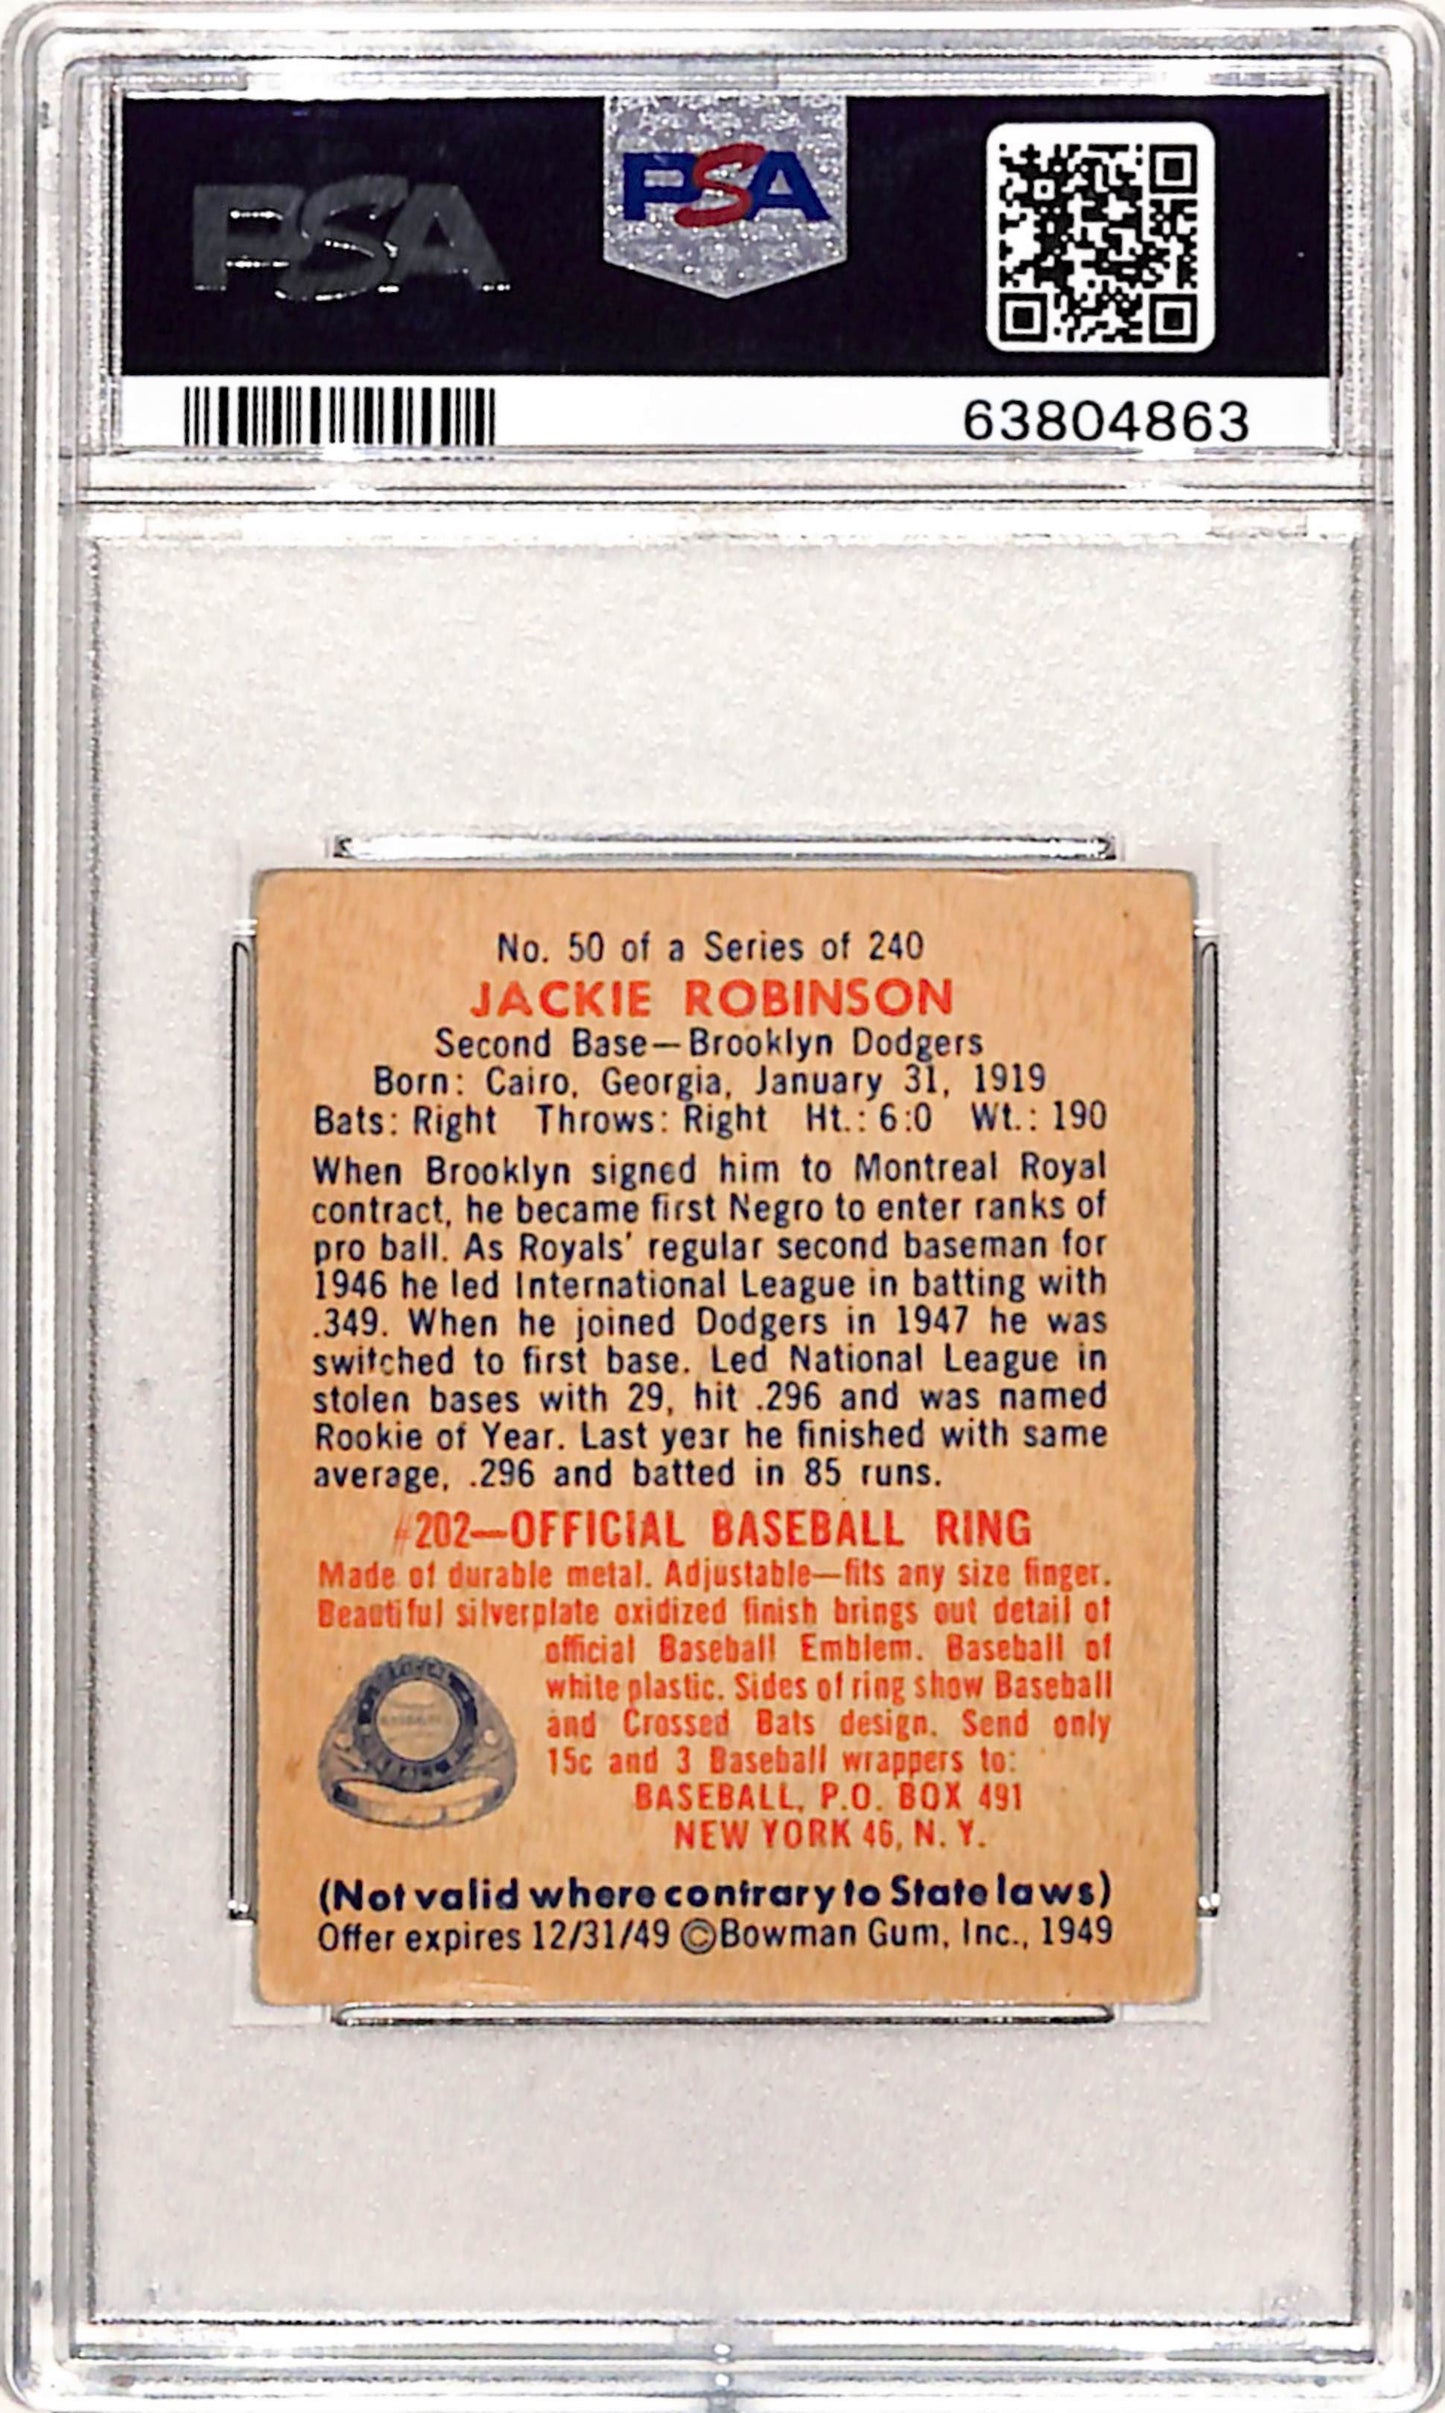 PSA
PSA
63804863
No. 50 of a Series of 240
JACKIE ROBINSON
Second Base—Brooklyn Dodgers
Born: Cairo, Georgia, January 31, 1919
Bats: Right Throws: Right Ht.: 6:0 Wt.: 190
When Brooklyn signed him to Montreal Royal
contract, he became first Negro to enter ranks of
pro ball. As Royals' regular second baseman for
1946 he led International League in batting with
.349. When he joined Dodgers in 1947 he was
switched to first base. Led National League in
stolen bases with 29, hit .296 and was named
Rookie of Year. Last year he finished with same
average, .296 and batted in 85 runs.
#202—OFFICIAL BASEBALL RING
Made of durable metal. Adjustable—fits any size finger.
Beautiful silverplate oxidized finish brings out detail of
official Baseball Emblem. Baseball of
white plastic. Sides of ring show Baseball
and Crossed Bats design. Send only
15c and 3 Baseball wrappers to:
BASEBALL, P.O. BOX 491
NEW YORK 46, N. Y.
(Not valid where contrary to State laws)
Offer expires 12/31/49 ©Bowman Gum, Inc., 1949